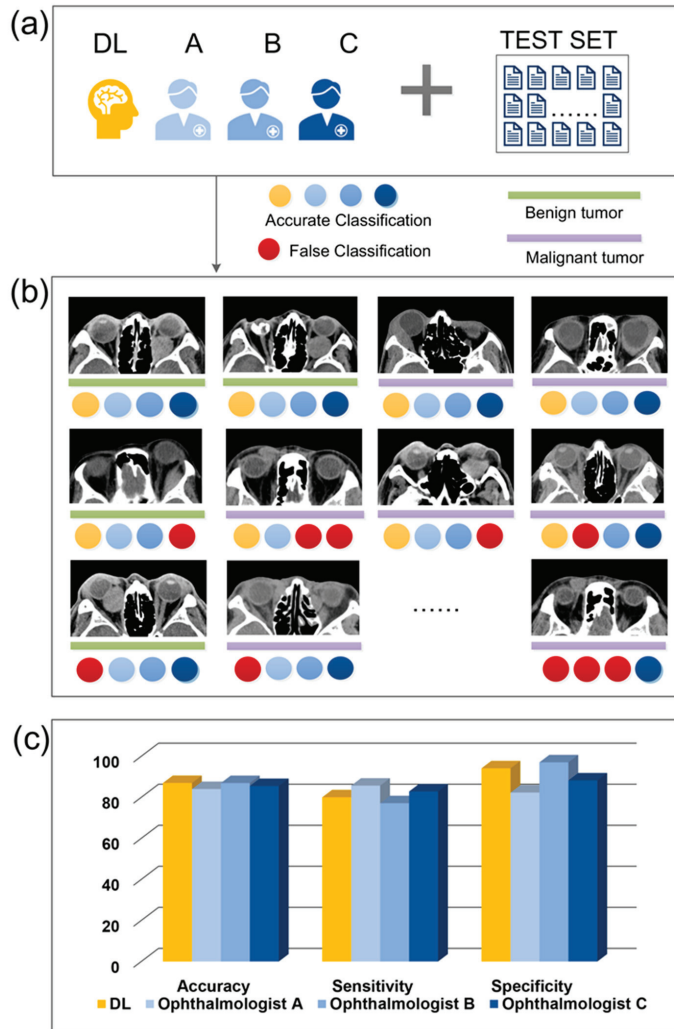 (a)
DL A B C
TEST SET
......
Accurate Classification
False Classification
Benign tumor
Malignant tumor
(b)
......
(c)
100
80
60
40
20
0
Accuracy Sensitivity Specificity
DL Ophthalmologist A Ophthalmologist B Ophthalmologist C